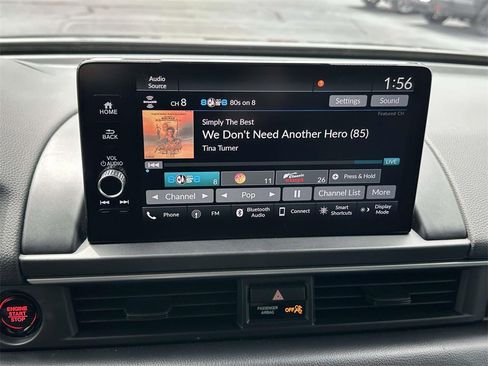 Audio
Source
1:56
HOME
BACK
VOL
AUDIO
CH 8
80s on 8
Settings
Sound
Featured CH
Simply The Best
We Don't Need Another Hero (85)
Tina Turner
LIVE
8
11
26
Press & Hold
Channel
Pop
Channel List
More
Phone
FM
Bluetooth
Audio
Connect
Smart
Shortcuts
Display
Mode
ENGINE
START
STOP
PASSENGER
AIRBAG
OFF